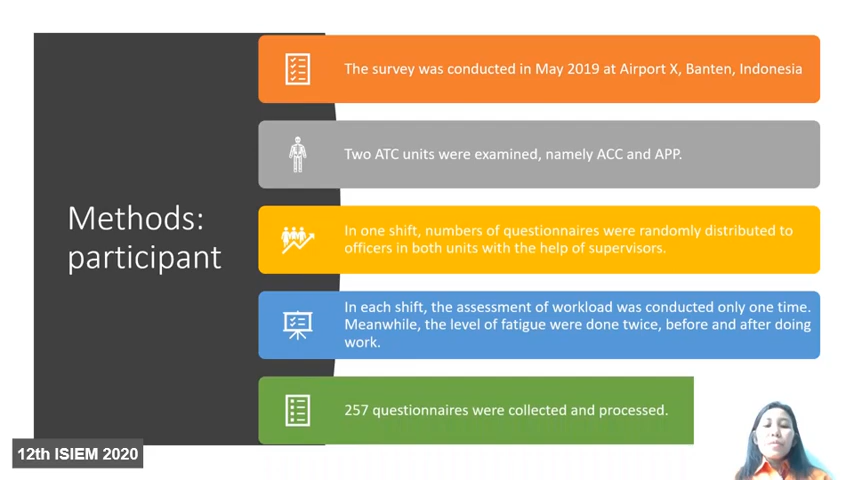 Methods:
participant
The survey was conducted in May 2019 at Airport X, Banten, Indonesia
Two ATC units were examined, namely ACC and APP.
In one shift, numbers of questionnaires were randomly distributed to
officers in both units with the help of supervisors.
In each shift, the assessment of workload was conducted only one time.
Meanwhile, the level of fatigue were done twice, before and after doing
work.
257 questionnaires were collected and processed.
12th ISIEM 2020